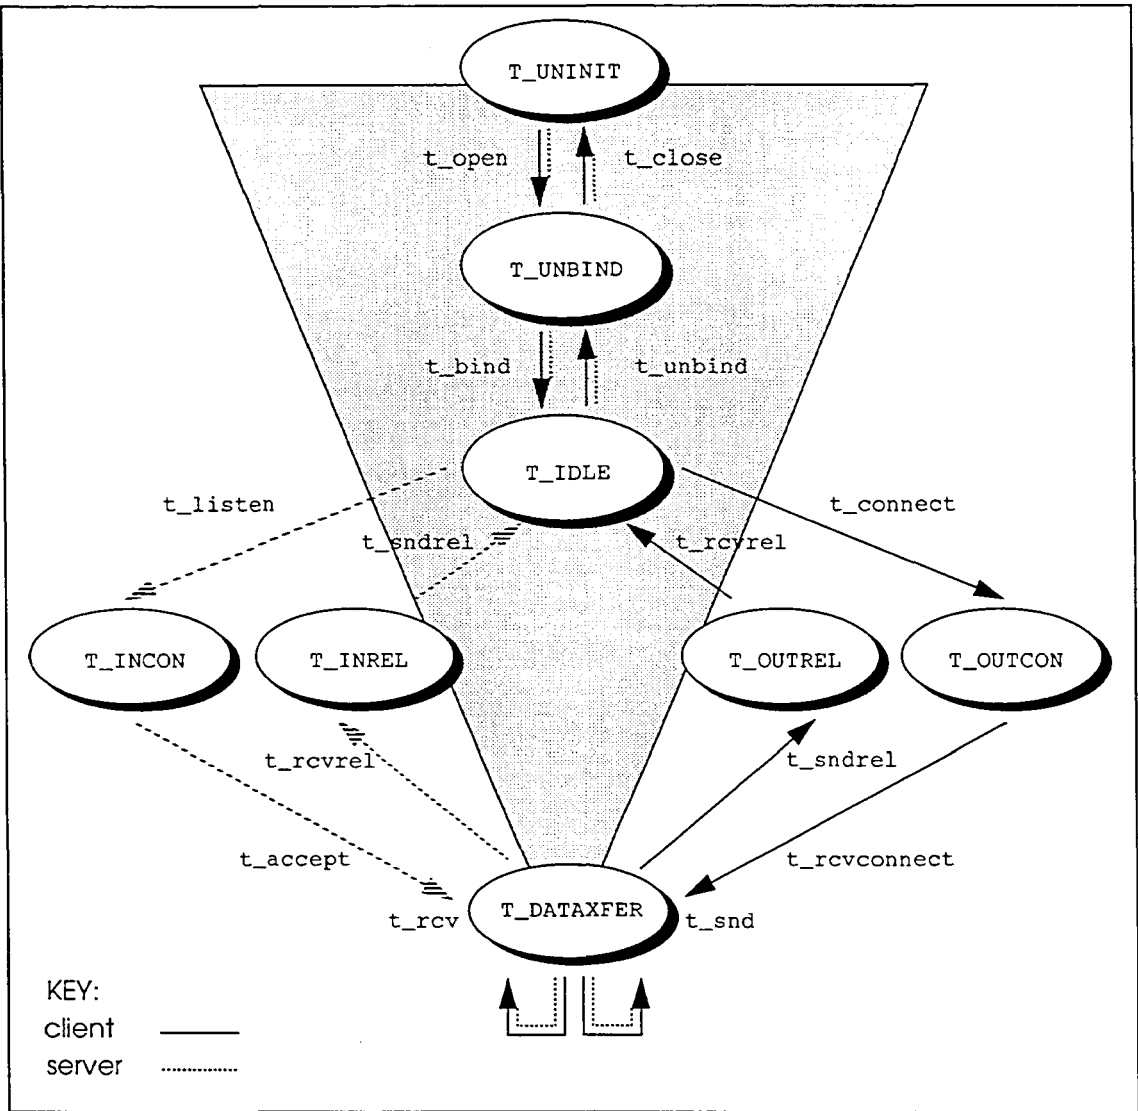 T_UNINIT
t_open
t_close
T_UNBIND
t_bind
t_unbind
T_IDLE
t_listen
t_connect
t_sndrel
t_rcvrel
T_INCON
T_INREL
T_OUTREL
T_OUTCON
t_rcvrel
t_sndrel
t_accept
t_rcvconnect
t_rcv
T_DATAXFER
t_snd
KEY:
client
server